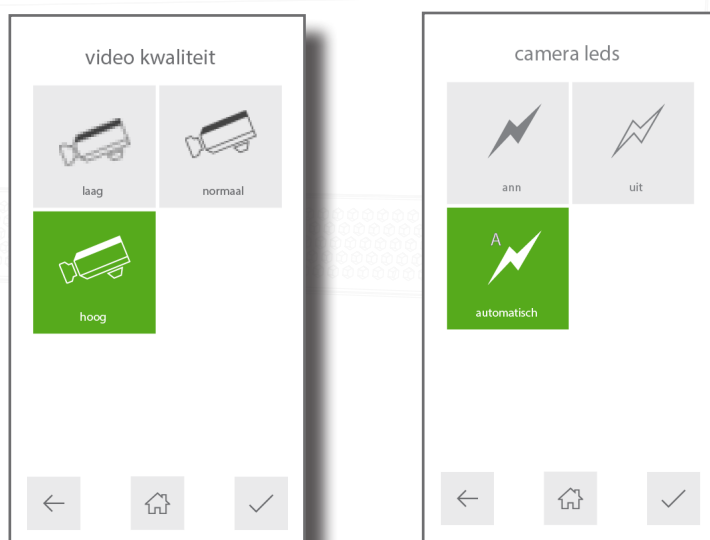 video kwaliteit
laag
normaal
hoog
camera leds
ann
uit
A
automatisch